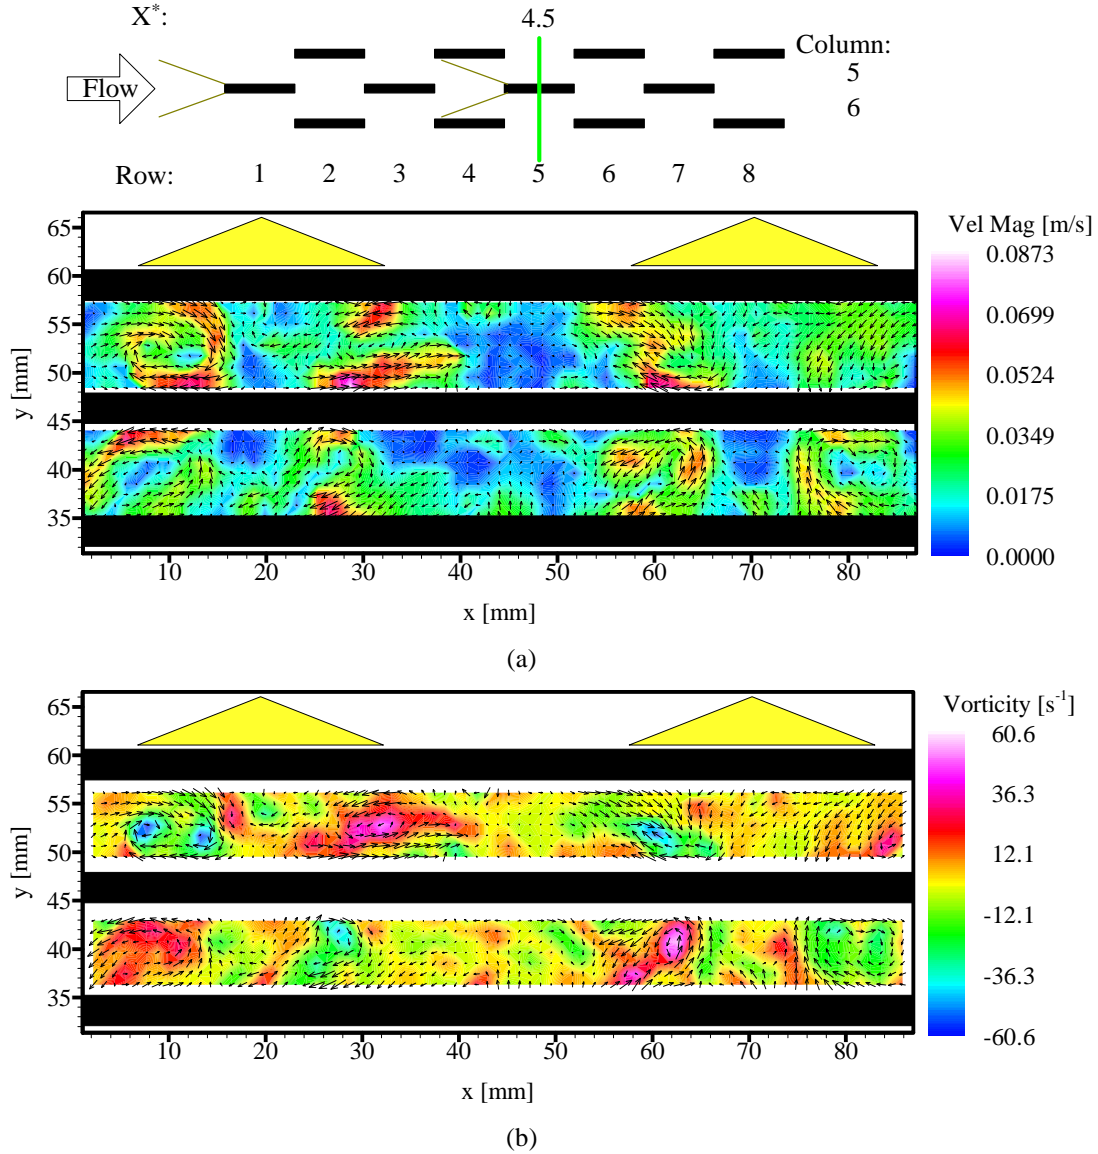 X*: 4.5
Column:
5
Flow
6
Row: 1 2 3 4 5 6 7 8
65
60
55
50
45
40
35
y [mm]
10 20 30 40 50 60 70 80
x [mm]
Vel Mag [m/s]
0.0873
0.0699
0.0524
0.0349
0.0175
0.0000
(a)
65
60
55
50
45
40
35
y [mm]
10 20 30 40 50 60 70 80
x [mm]
Vorticity [s-1]
60.6
36.3
12.1
-12.1
-36.3
-60.6
(b)